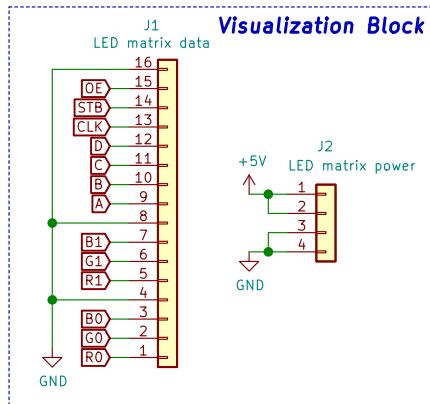 Visualization Block
J1
LED matrix data
16
OE 15
STB 14
CLK 13
D 12
C 11
B 10
A 9
8
B1 7
G1 6
R1 5
4
B0 3
G0 2
R0 1
GND
J2
LED matrix power
+5V
1
2
3
4
GND